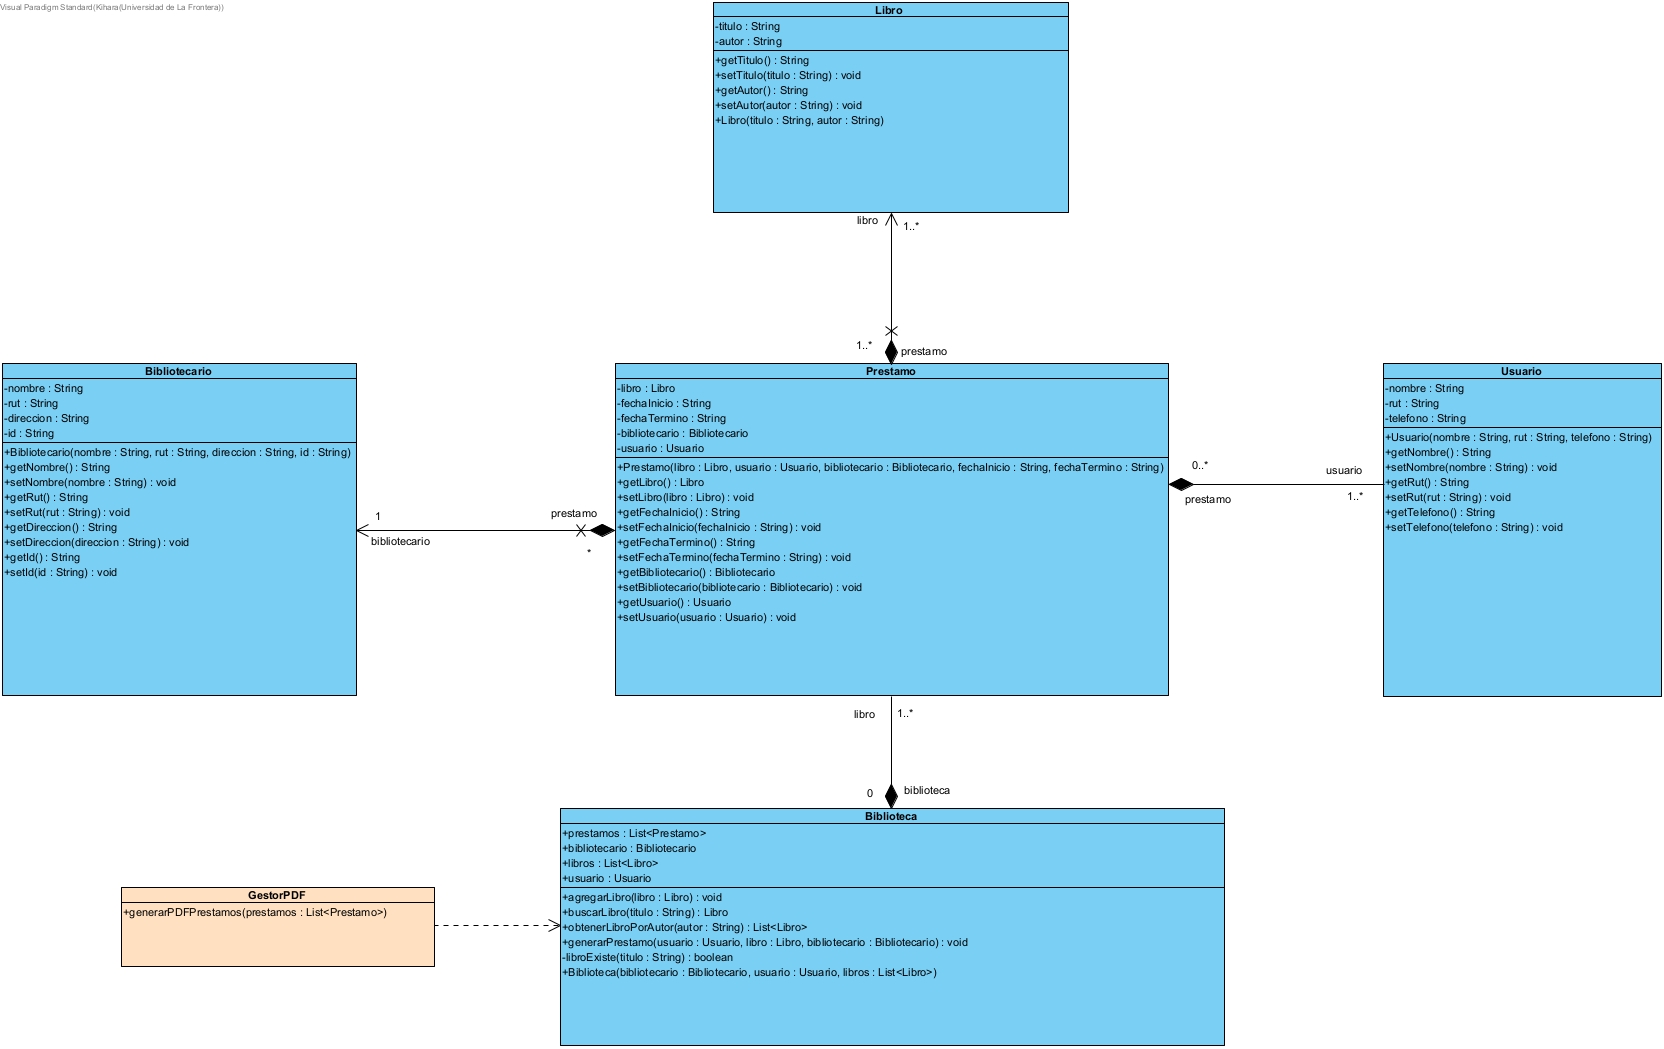 Visual Paradigm Standard(Kihara(Universidad de La Frontera))
Libro
-titulo : String
-autor : String
+getTitulo() : String
+setTitulo(titulo : String) : void
+getAutor() : String
+setAutor(autor : String) : void
+Libro(titulo : String, autor : String)
libro
1..*
1..*
prestamo
Bibliotecario
-nombre : String
-rut : String
-direccion : String
-id : String
+Bibliotecario(nombre : String, rut : String, direccion : String, id : String)
+getNombre() : String
+setNombre(nombre : String) : void
+getRut() : String
+setRut(rut : String) : void
+getDireccion() : String
+setDireccion(direccion : String) : void
+getId() : String
+setId(id : String) : void
1
bibliotecario
prestamo
*
Prestamo
-libro : Libro
-fechaInicio : String
-fechaTermino : String
-bibliotecario : Bibliotecario
-usuario : Usuario
+Prestamo(libro : Libro, usuario : Usuario, bibliotecario : Bibliotecario, fechaInicio : String, fechaTermino : String)
+getLibro() : Libro
+setLibro(libro : Libro) : void
+getFechaInicio() : String
+setFechaInicio(fechaInicio : String) : void
+getFechaTermino() : String
+setFechaTermino(fechaTermino : String) : void
+getBibliotecario() : Bibliotecario
+setBibliotecario(bibliotecario : Bibliotecario) : void
+getUsuario() : Usuario
+setUsuario(usuario : Usuario) : void
0..*
prestamo
usuario
1..*
Usuario
-nombre : String
-rut : String
-telefono : String
+Usuario(nombre : String, rut : String, telefono : String)
+getNombre() : String
+setNombre(nombre : String) : void
+getRut() : String
+setRut(rut : String) : void
+getTelefono() : String
+setTelefono(telefono : String) : void
libro
1..*
0
biblioteca
Biblioteca
+prestamos : List<Prestamo>
+bibliotecario : Bibliotecario
+libros : List<Libro>
+usuario : Usuario
+agregarLibro(libro : Libro) : void
+buscarLibro(titulo : String) : Libro
+obtenerLibroPorAutor(autor : String) : List<Libro>
+generarPrestamo(usuario : Usuario, libro : Libro, bibliotecario : Bibliotecario) : void
-libroExiste(titulo : String) : boolean
+Biblioteca(bibliotecario : Bibliotecario, usuario : Usuario, libros : List<Libro>)
GestorPDF
+generarPDFPrestamos(prestamos : List<Prestamo>)